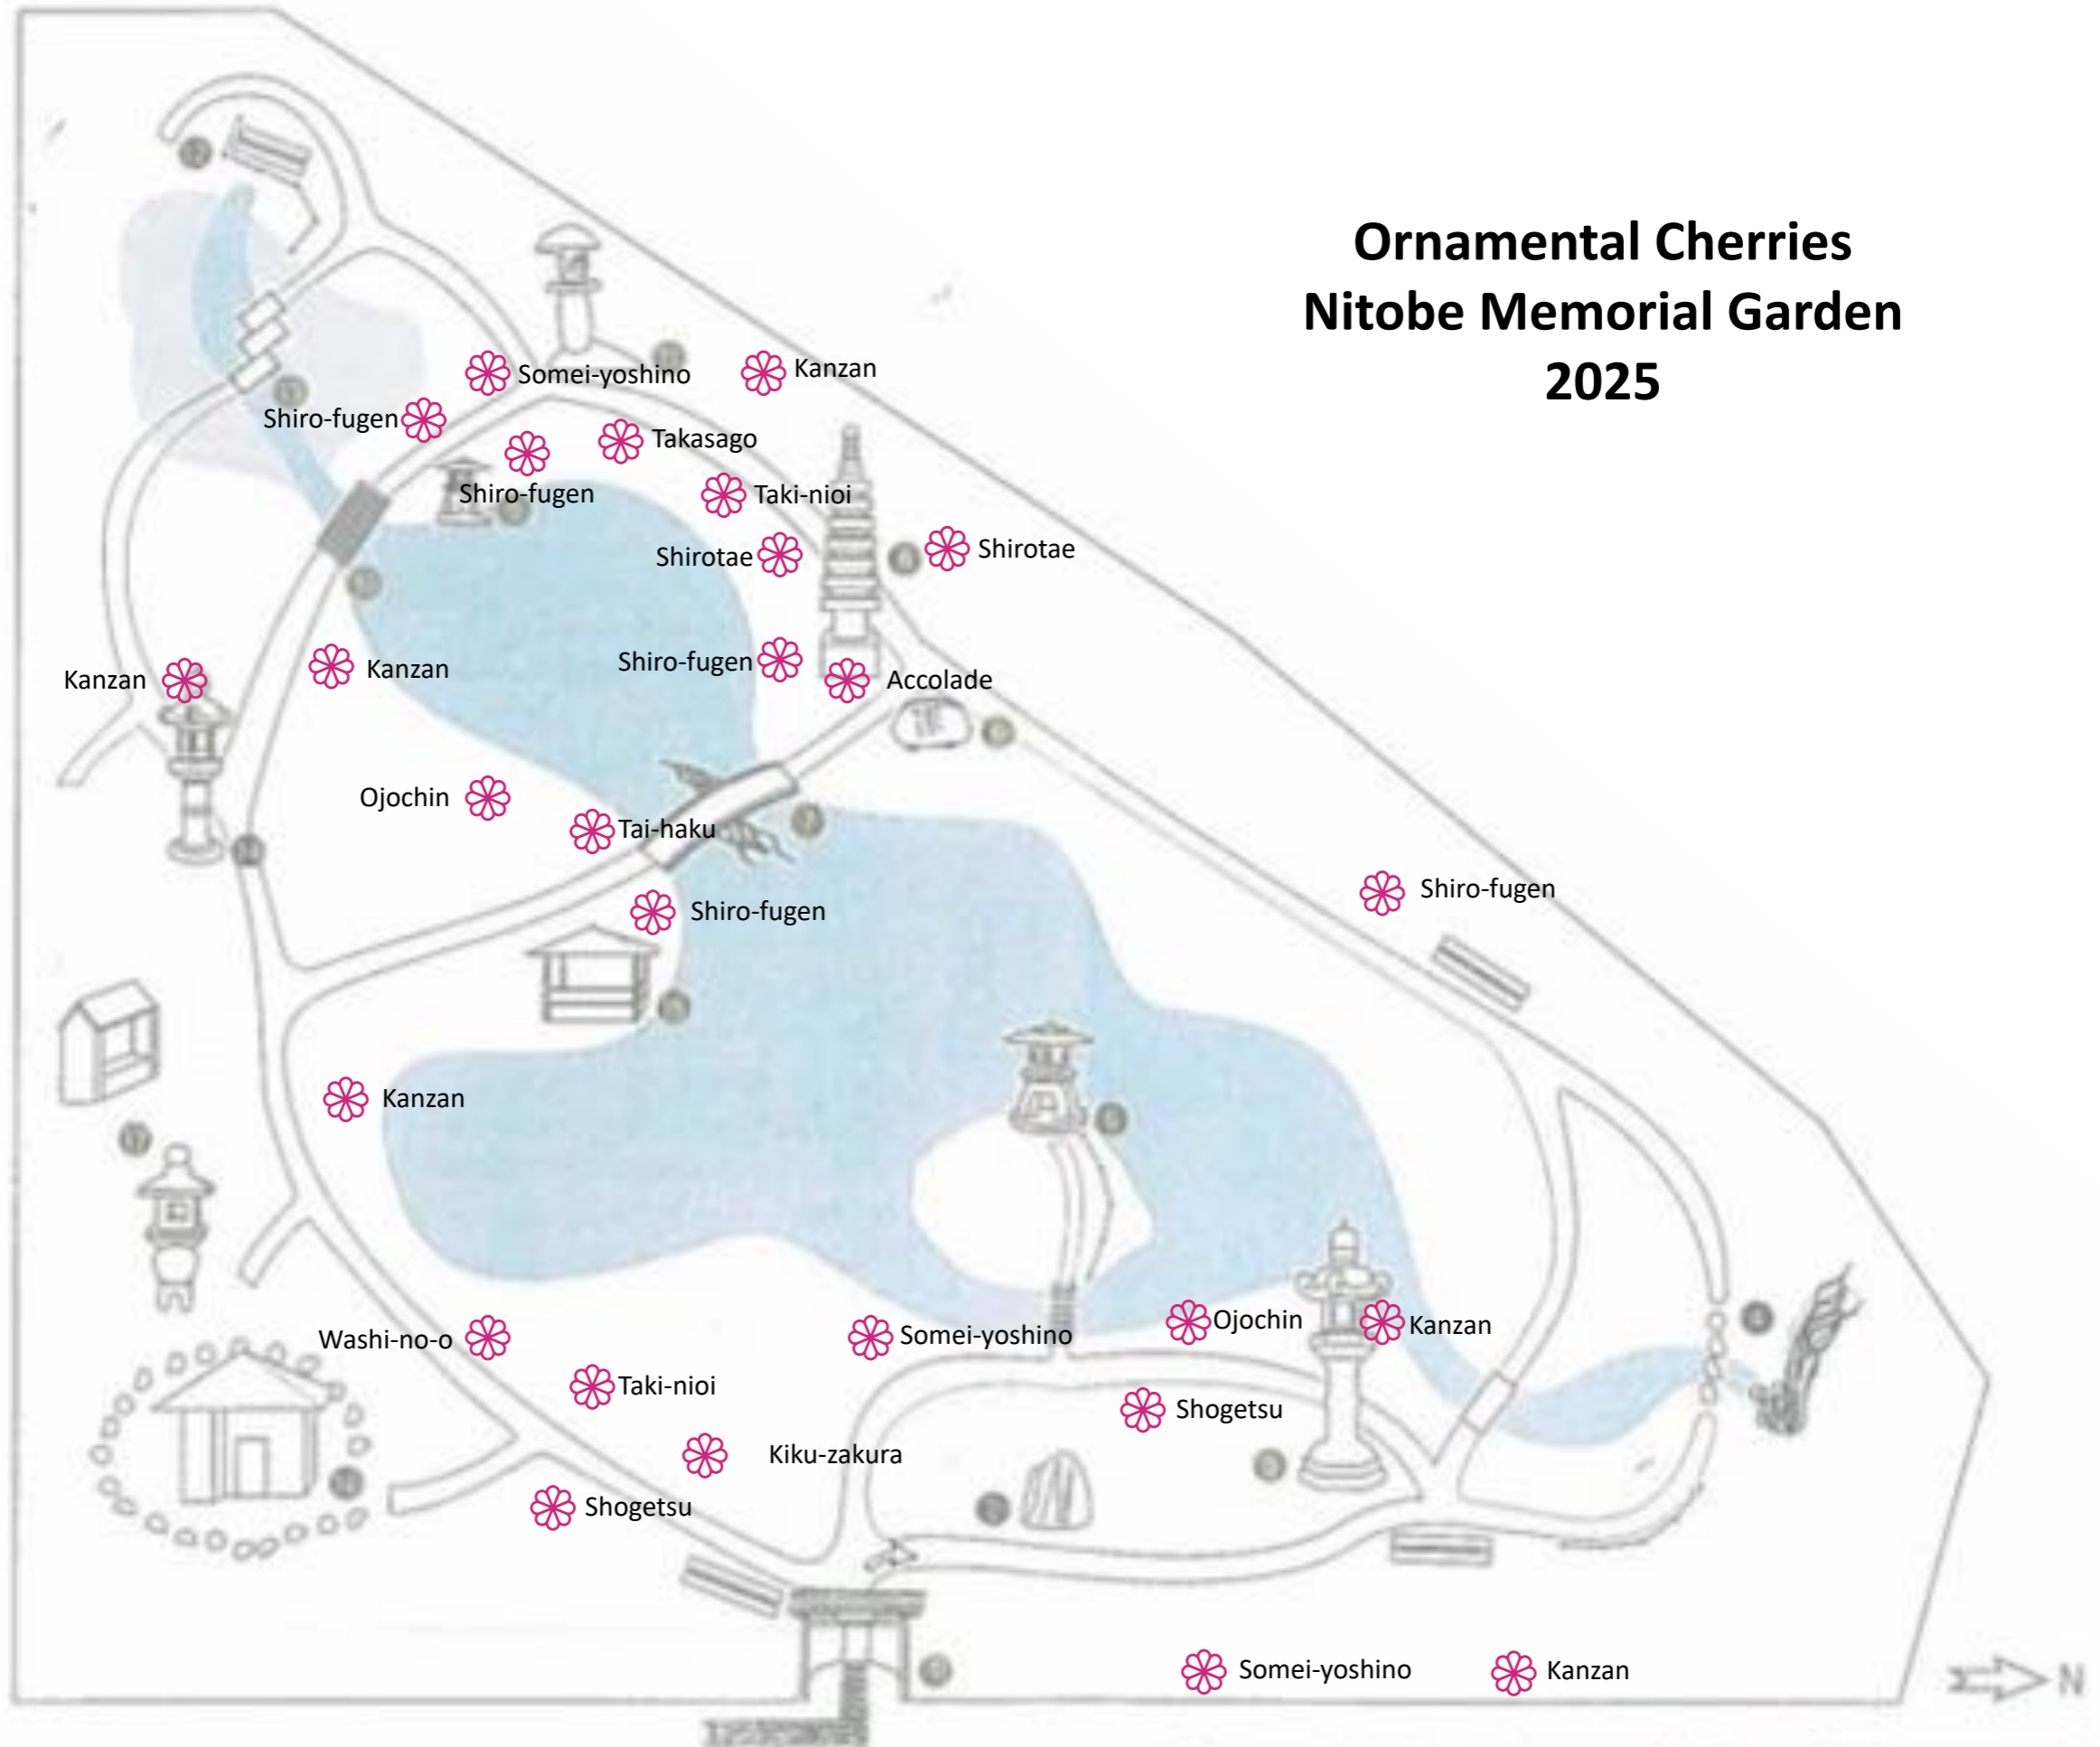 Ornamental Cherries
Nitobe Memorial Garden
2025
Somei-yoshino
Kanzan
Shiro-fugen
Takasago
Shiro-fugen
Taki-nioi
Shirotae
Shirotae
Shiro-fugen
Kanzan
Kanzan
Accolade
Ojochin
Tai-haku
Shiro-fugen
Shiro-fugen
Kanzan
Ojochin
Kanzan
Washi-no-o
Somei-yoshino
Taki-nioi
Shogetsu
Kiku-zakura
Shogetsu
Somei-yoshino
Kanzan
N